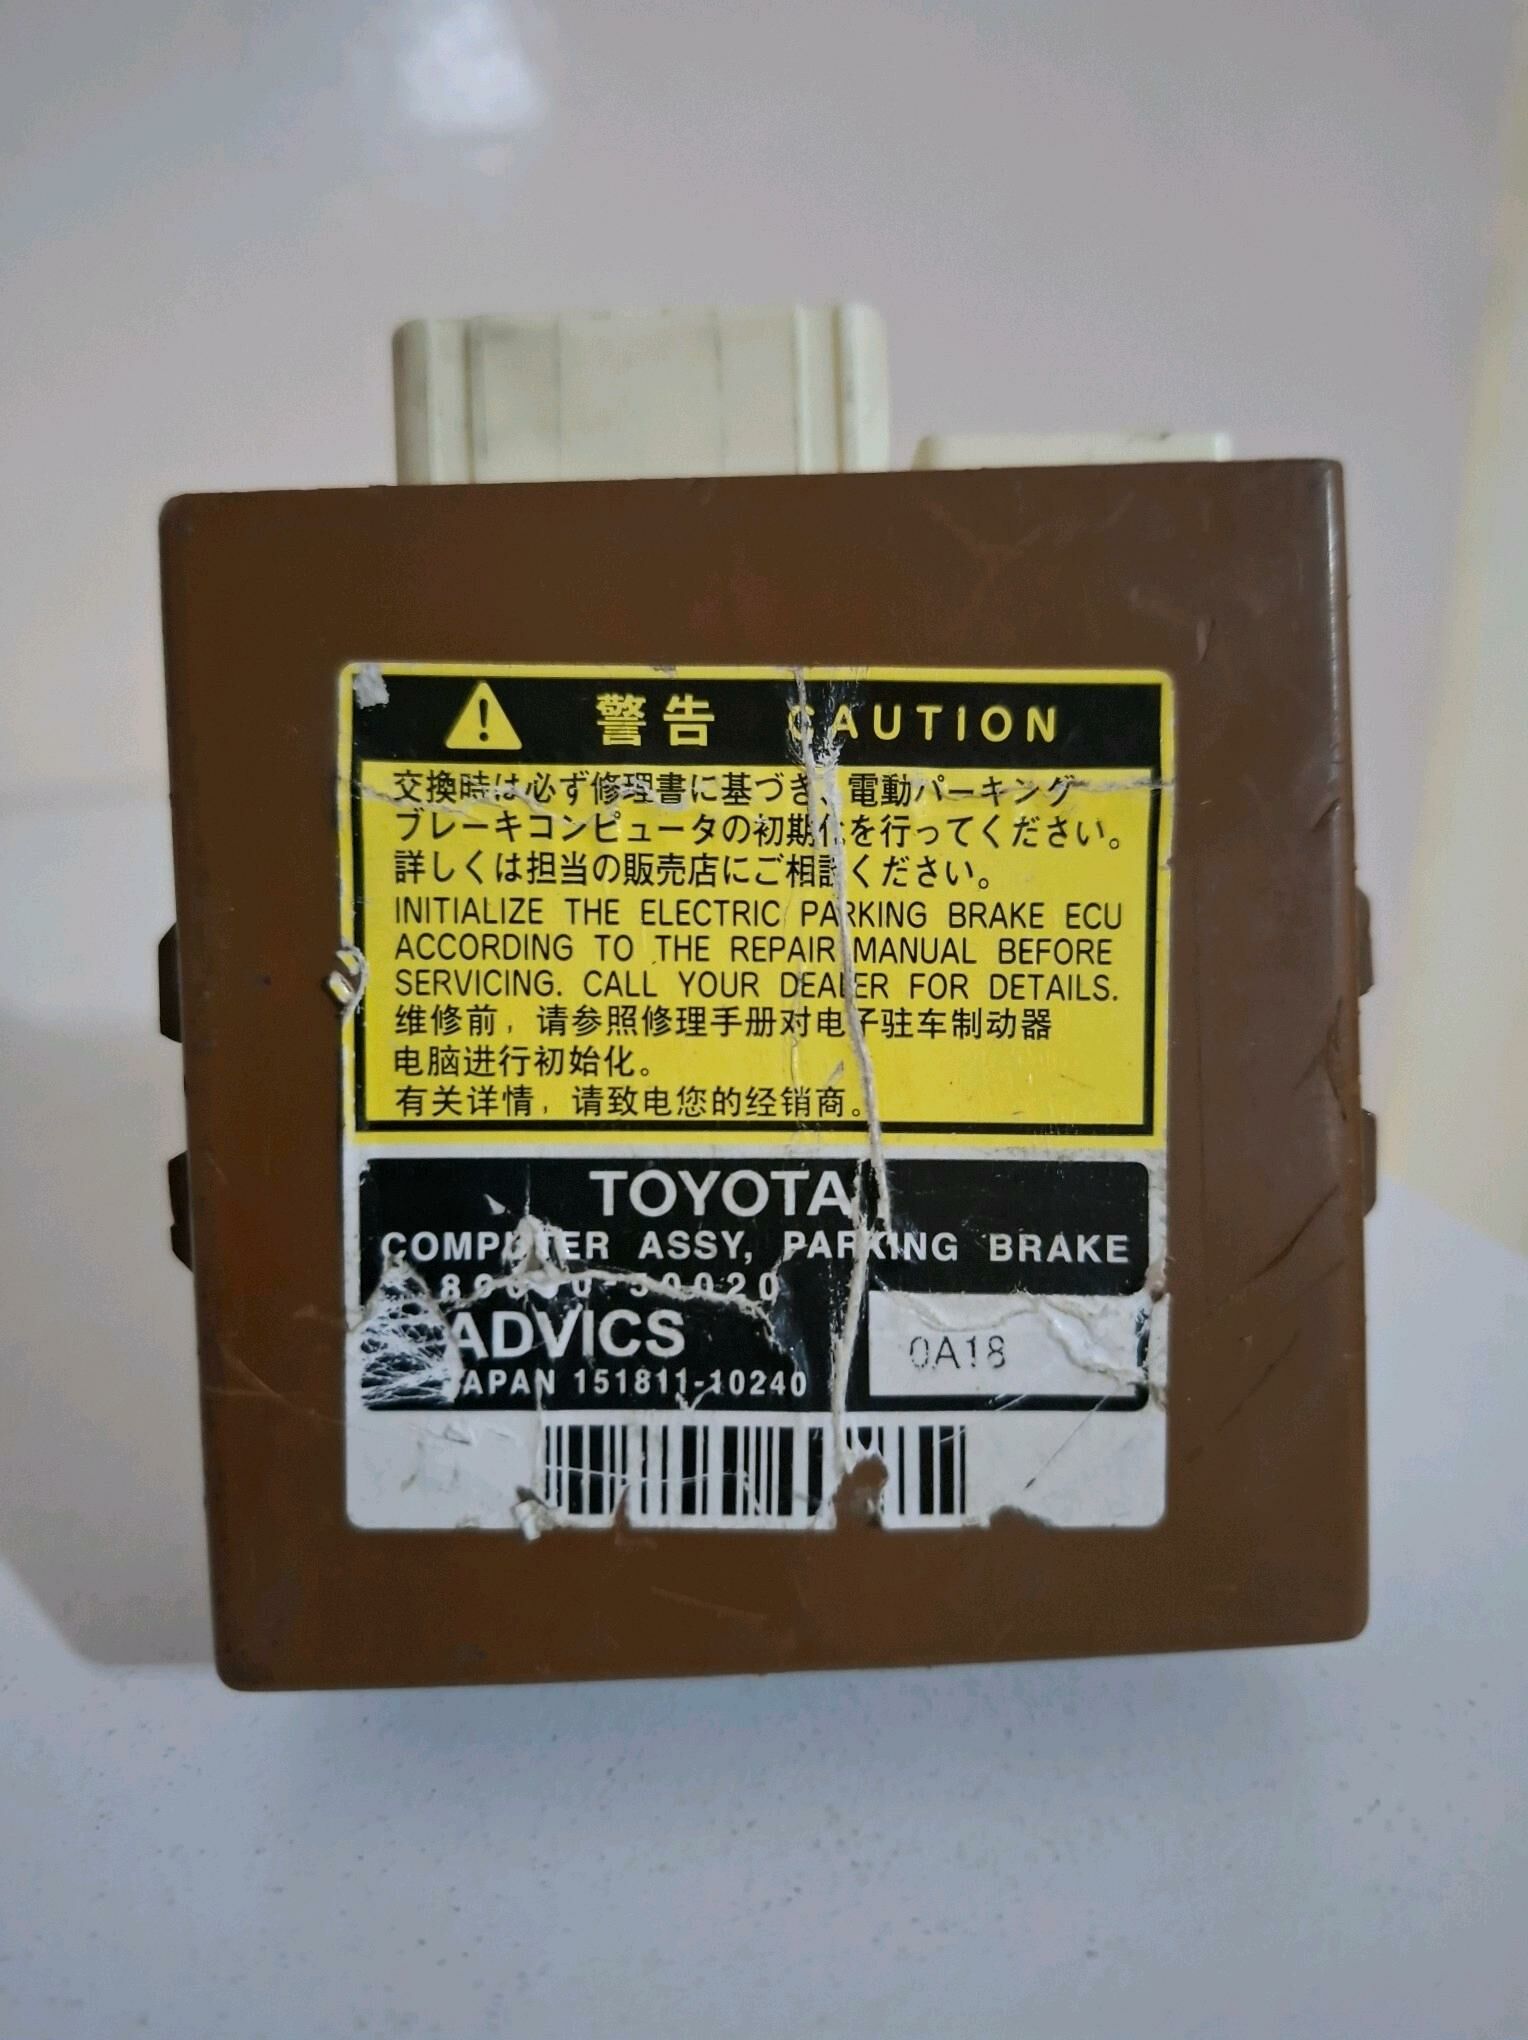 警告 CAUTION
交換時は必ず修理書に基づき、電動パーキング
ブレーキコンピュータの初期化を行ってください。
詳しくは担当の販売店にご相談ください。
INITIALIZE THE ELECTRIC PARKING BRAKE ECU
ACCORDING TO THE REPAIR MANUAL BEFORE
SERVICING. CALL YOUR DEALER FOR DETAILS.
维修前，请参照修理手册对电子驻车制动器
电脑进行初始化。
有关详情，请致电您的经销商。
TOYOTA
COMPUTER ASSY, PARKING BRAKE
ADVICS
0A18
JAPAN 151811-10240